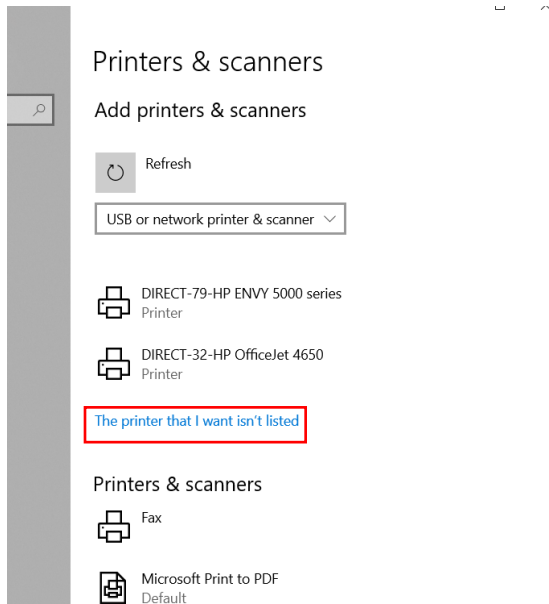 Printers & scanners
Add printers & scanners
Refresh
USB or network printer & scanner
DIRECT-79-HP ENVY 5000 series
Printer
DIRECT-32-HP OfficeJet 4650
Printer
The printer that I want isn't listed
Printers & scanners
Fax
Microsoft Print to PDF
Default